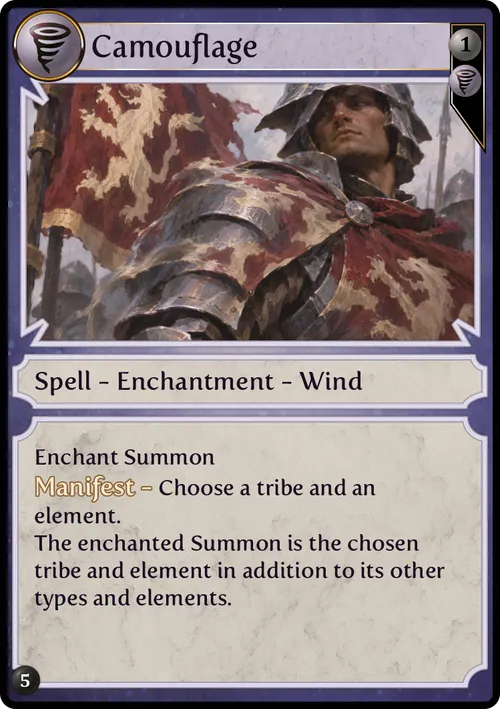 Camouflage
1
Spell - Enchantment - Wind
Enchant Summon
Manifest - Choose a tribe and an
element.
The enchanted Summon is the chosen
tribe and element in addition to its other
types and elements.
5